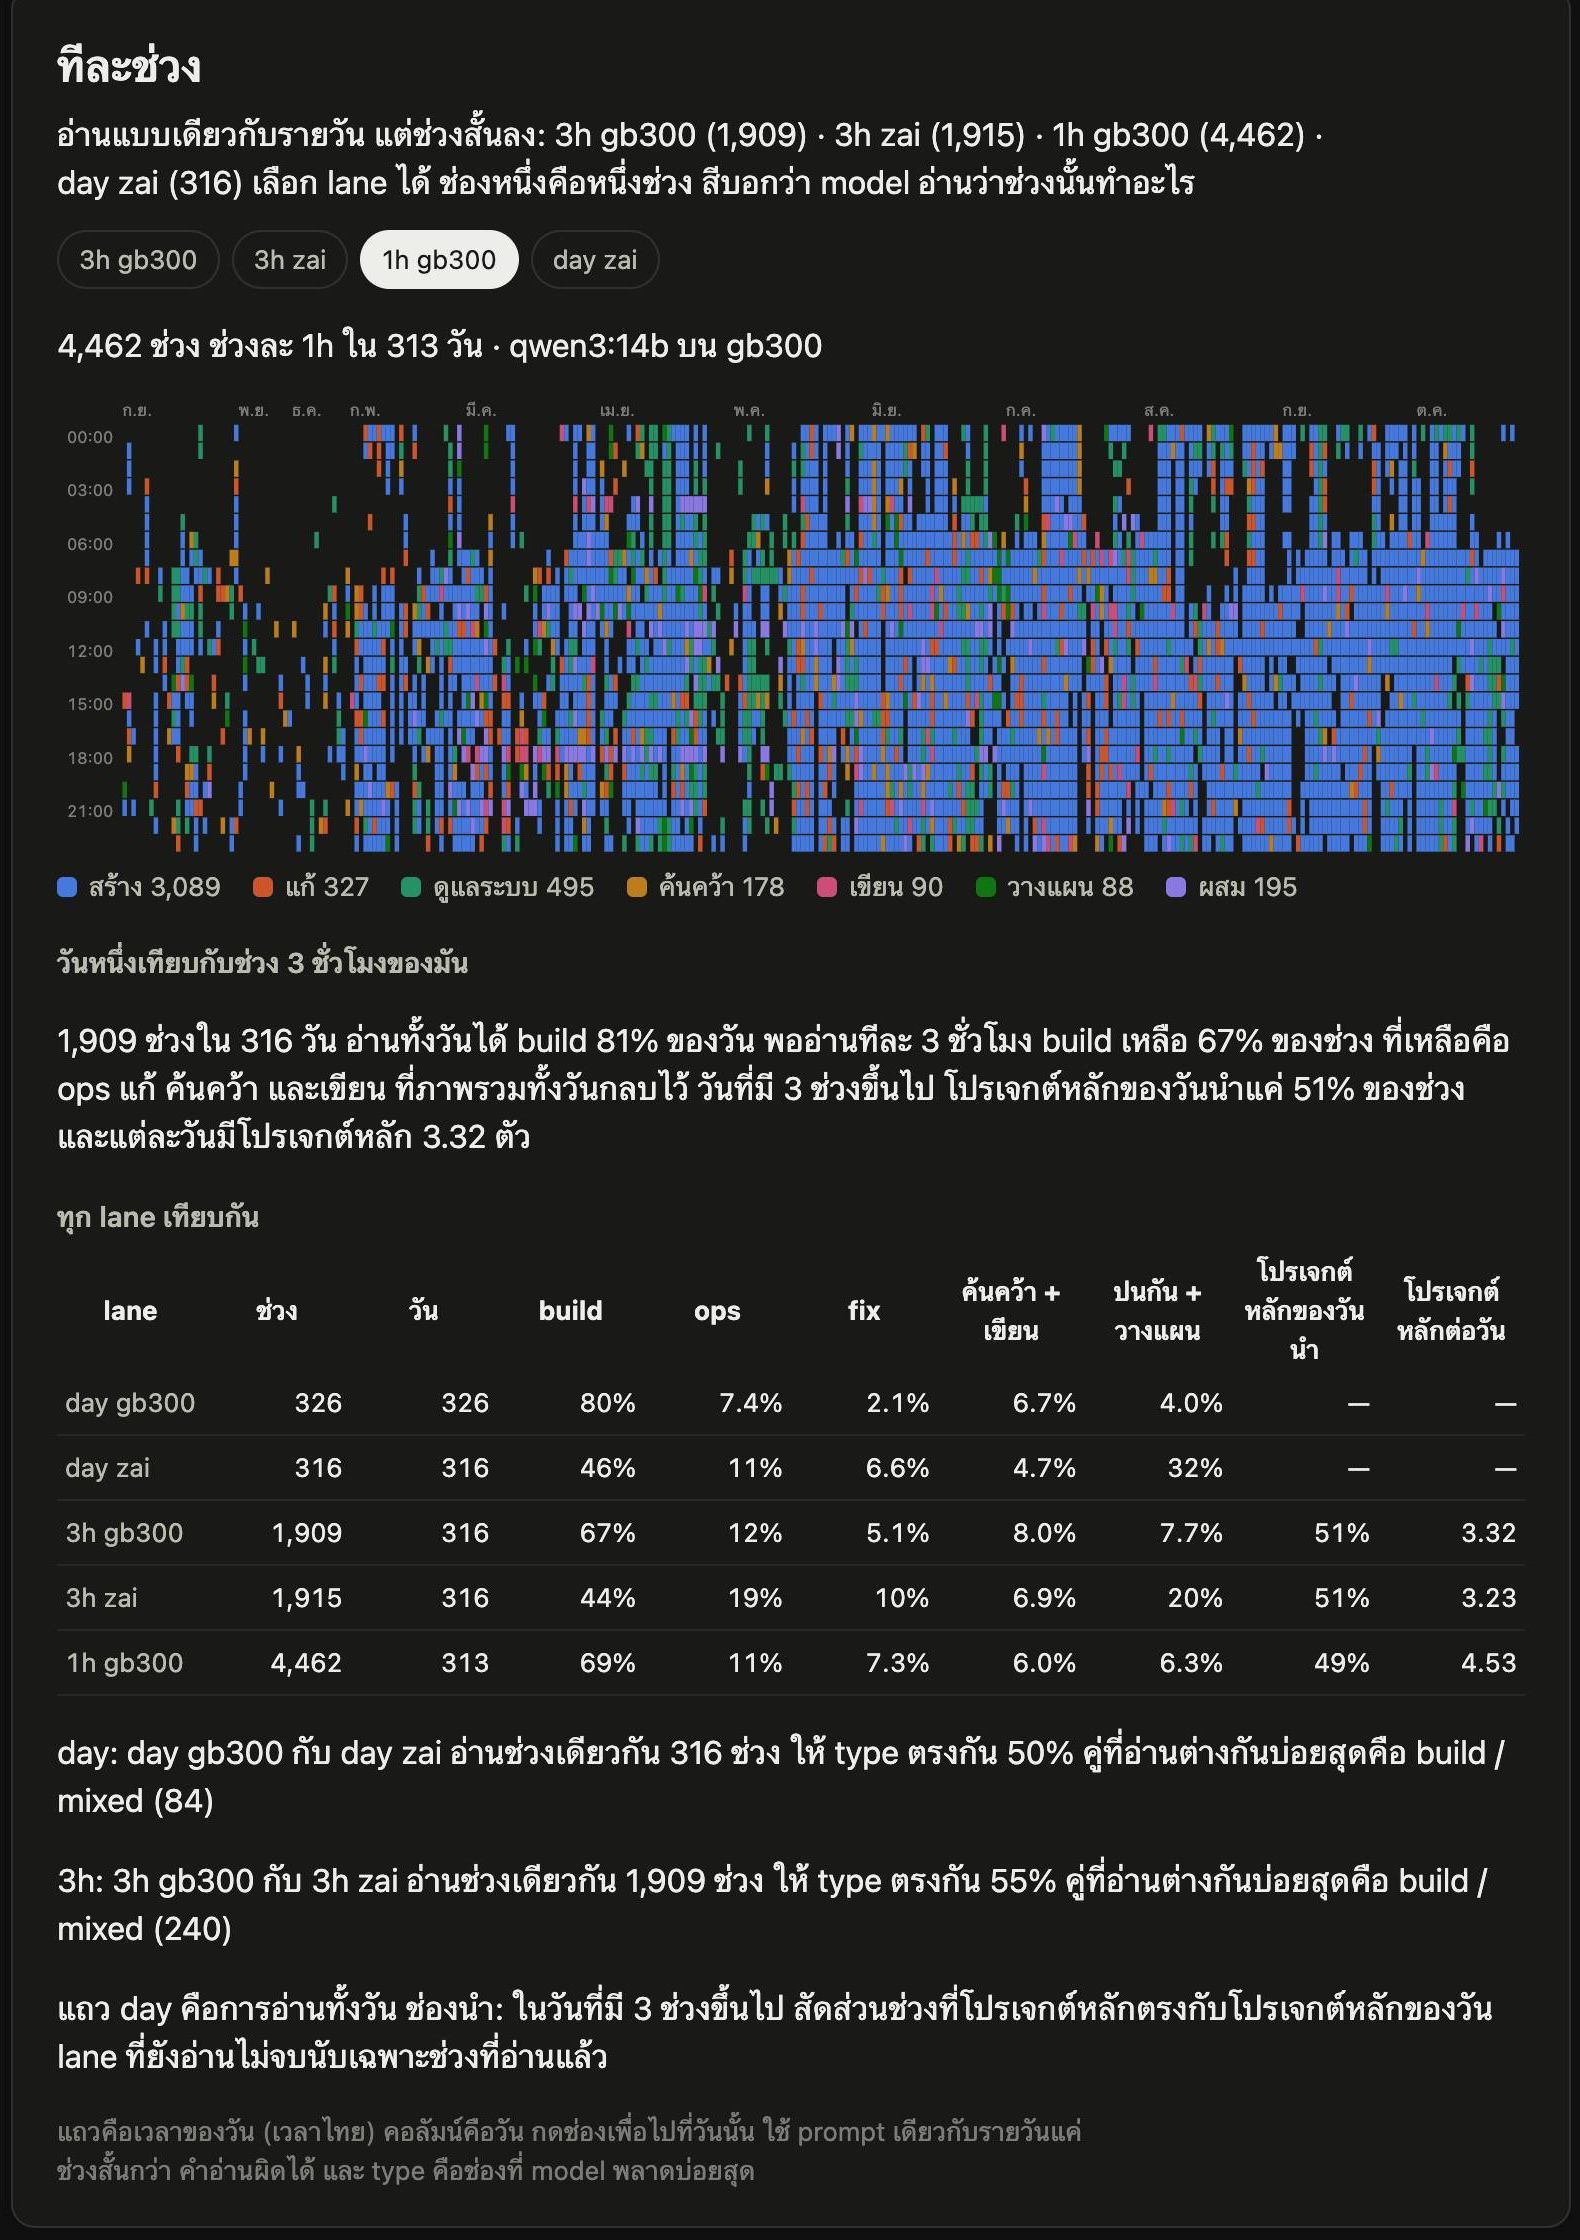 ทีละช่วง
อ่านแบบเดียวกับรายวัน แต่ช่วงสั้นลง: 3h gb300 (1,909) · 3h zai (1,915) · 1h gb300 (4,462) ·
day zai (316) เลือก lane ได้ ช่องหนึ่งคือหนึ่งช่วง สีบอกว่า model อ่านว่าช่วงนั้นทำอะไร
3h gb300 3h zai 1h gb300 day zai
4,462 ช่วง ช่วงละ 1h ใน 313 วัน · qwen3:14b บน gb300
ก.ย. พ.ย. ธ.ค. ก.พ. มี.ค. เม.ย. พ.ค. มิ.ย. ก.ค. ส.ค. ก.ย. ต.ค.
00:00
03:00
06:00
09:00
12:00
15:00
18:00
21:00
สร้าง 3,089 แก้ 327 ดูแลระบบ 495 ค้นคว้า 178 เขียน 90 วางแผน 88 ผสม 195
วันหนึ่งเทียบกับช่วง 3 ชั่วโมงของมัน
1,909 ช่วงใน 316 วัน อ่านทั้งวันได้ build 81% ของวัน พออ่านทีละ 3 ชั่วโมง build เหลือ 67% ของช่วง ที่เหลือคือ
ops แก้ ค้นคว้า และเขียน ที่ภาพรวมทั้งวันกลบไว้ วันที่มี 3 ช่วงขึ้นไป โปรเจกต์หลักของวันนำแค่ 51% ของช่วง
และแต่ละวันมีโปรเจกต์หลัก 3.32 ตัว
ทุก lane เทียบกัน
lane ช่วง วัน build ops fix ค้นคว้า + เขียน ปนกัน + วางแผน โปรเจกต์หลักของวันนำ โปรเจกต์หลักต่อวัน
day gb300 326 326 80% 7.4% 2.1% 6.7% 4.0% — —
day zai 316 316 46% 11% 6.6% 4.7% 32% — —
3h gb300 1,909 316 67% 12% 5.1% 8.0% 7.7% 51% 3.32
3h zai 1,915 316 44% 19% 10% 6.9% 20% 51% 3.23
1h gb300 4,462 313 69% 11% 7.3% 6.0% 6.3% 49% 4.53
day: day gb300 กับ day zai อ่านช่วงเดียวกัน 316 ช่วง ให้ type ตรงกัน 50% คู่ที่อ่านต่างกันบ่อยสุดคือ build /
mixed (84)
3h: 3h gb300 กับ 3h zai อ่านช่วงเดียวกัน 1,909 ช่วง ให้ type ตรงกัน 55% คู่ที่อ่านต่างกันบ่อยสุดคือ build /
mixed (240)
แถว day คือการอ่านทั้งวัน ช่องนำ: ในวันที่มี 3 ช่วงขึ้นไป สัดส่วนช่วงที่โปรเจกต์หลักตรงกับโปรเจกต์หลักของวัน
lane ที่ยังอ่านไม่จบนับเฉพาะช่วงที่อ่านแล้ว
แถวคือเวลาของวัน (เวลาไทย) คอลัมน์คือวัน กดช่องเพื่อไปที่วันนั้น ใช้ prompt เดียวกับรายวันแค่
ช่วงสั้นกว่า คำอ่านผิดได้ และ type คือช่องที่ model พลาดบ่อยสุด